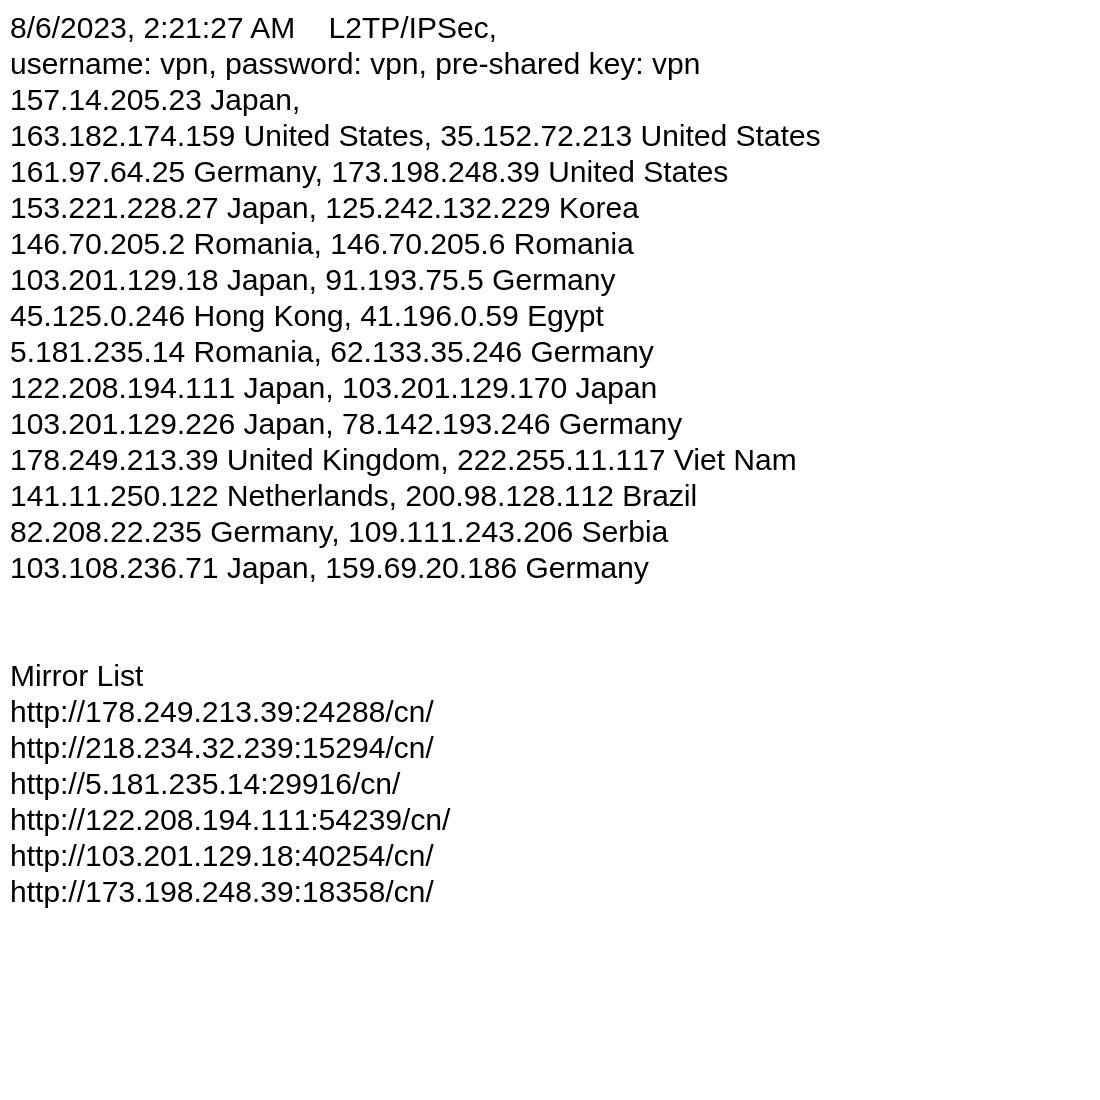 8/6/2023, 2:21:27 AM    L2TP/IPSec,
username: vpn, password: vpn, pre-shared key: vpn
157.14.205.23 Japan,
163.182.174.159 United States, 35.152.72.213 United States
161.97.64.25 Germany, 173.198.248.39 United States
153.221.228.27 Japan, 125.242.132.229 Korea
146.70.205.2 Romania, 146.70.205.6 Romania
103.201.129.18 Japan, 91.193.75.5 Germany
45.125.0.246 Hong Kong, 41.196.0.59 Egypt
5.181.235.14 Romania, 62.133.35.246 Germany
122.208.194.111 Japan, 103.201.129.170 Japan
103.201.129.226 Japan, 78.142.193.246 Germany
178.249.213.39 United Kingdom, 222.255.11.117 Viet Nam
141.11.250.122 Netherlands, 200.98.128.112 Brazil
82.208.22.235 Germany, 109.111.243.206 Serbia
103.108.236.71 Japan, 159.69.20.186 Germany
Mirror List
http://178.249.213.39:24288/cn/
http://218.234.32.239:15294/cn/
http://5.181.235.14:29916/cn/
http://122.208.194.111:54239/cn/
http://103.201.129.18:40254/cn/
http://173.198.248.39:18358/cn/